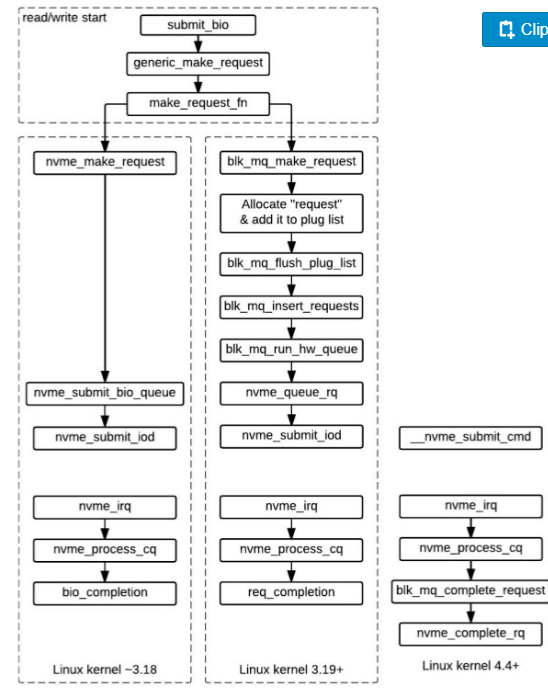 read/write start
submit_bio
Clip
generic_make_request
make_request_fn
nvme_make_request
nvme_submit_bio_queue
nvme_submit_iod
nvme_irq
nvme_process_cq
bio_completion
Linux kernel ~3.18
blk_mq_make_request
Allocate "request"
& add it to plug list
blk_mq_flush_plug_list
blk_mq_insert_requests
blk_mq_run_hw_queue
nvme_queue_rq
nvme_submit_iod
nvme_irq
nvme_process_cq
req_completion
Linux kernel 3.19+
__nvme_submit_cmd
nvme_irq
nvme_process_cq
blk_mq_complete_request
nvme_complete_rq
Linux kernel 4.4+